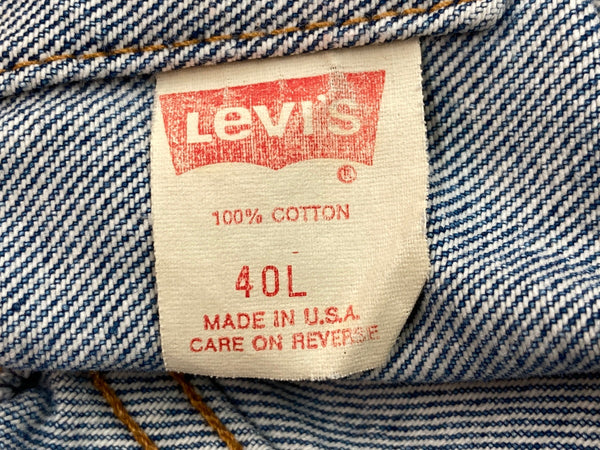 Levi's
®
100% COTTON
40L
MADE IN U.S.A.
CARE ON REVERSE